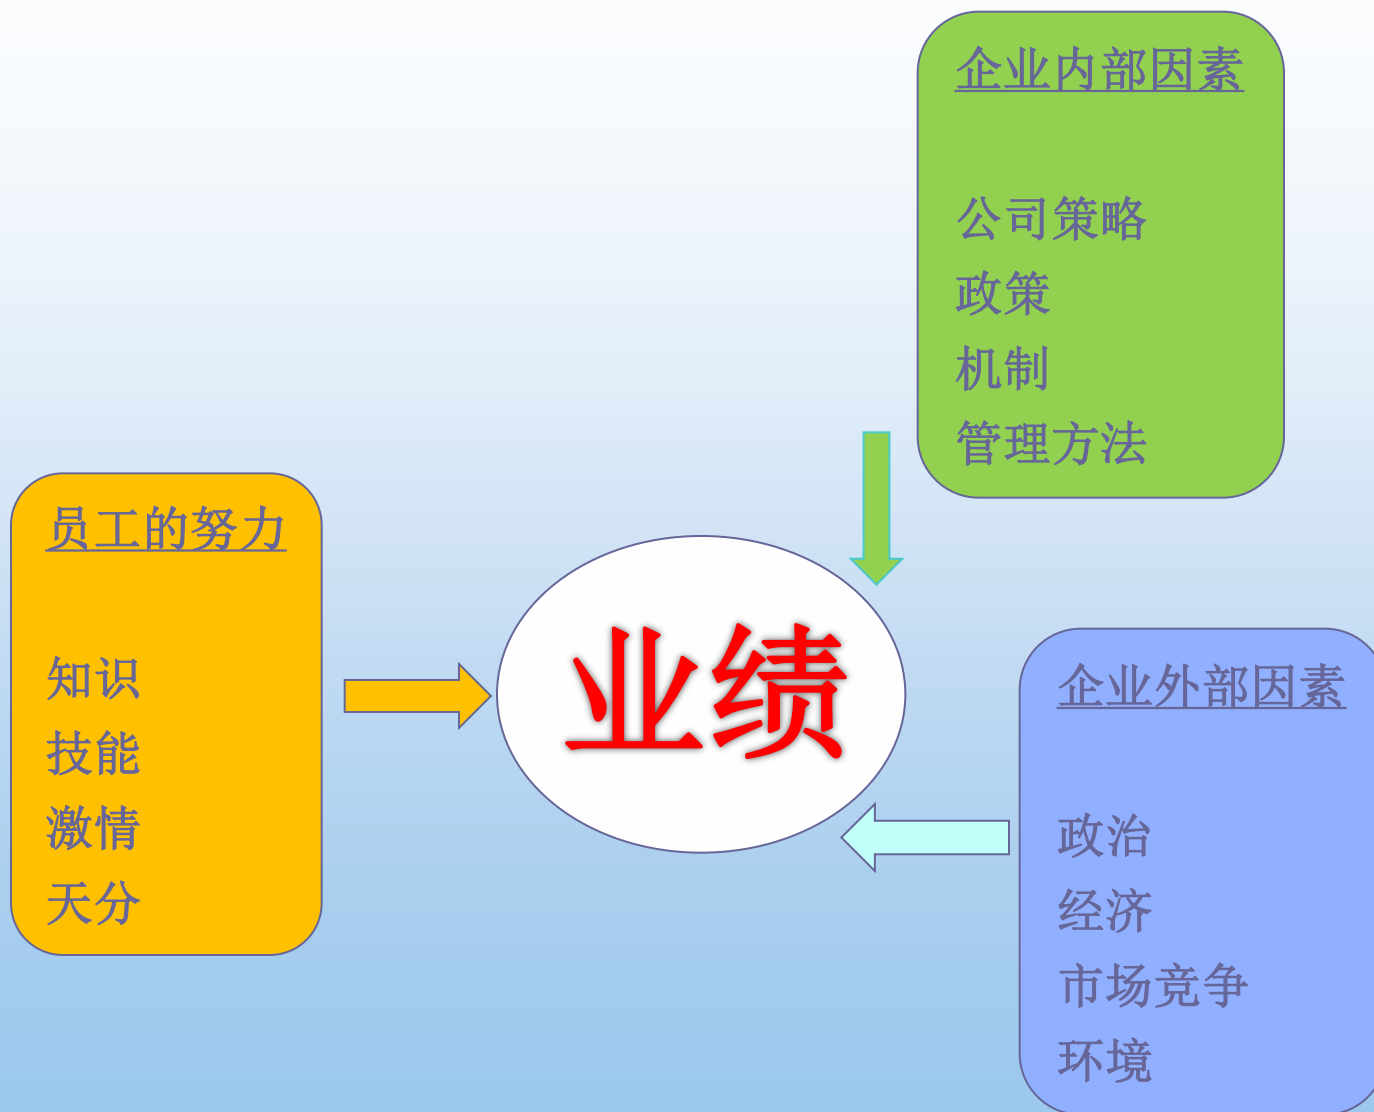 企业内部因素
公司策略
政策
机制
管理方法
员工的努力
知识
技能
激情
天分
业绩
企业外部因素
政治
经济
市场竞争
环境